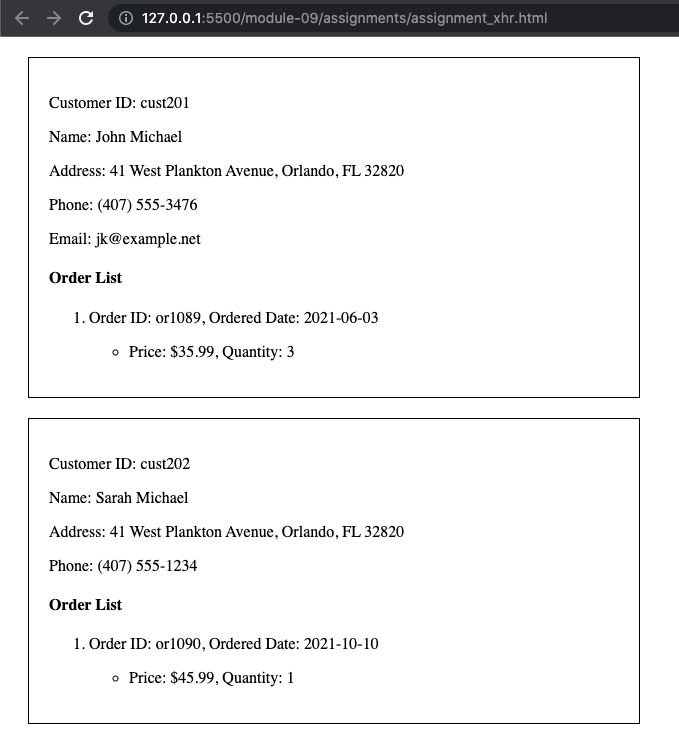 127.0.0.1:5500/module-09/assignments/assignment_xhr.html
Customer ID: cust201
Name: John Michael
Address: 41 West Plankton Avenue, Orlando, FL 32820
Phone: (407) 555-3476
Email: jk@example.net
Order List
1. Order ID: or1089, Ordered Date: 2021-06-03
Price: $35.99, Quantity: 3
Customer ID: cust202
Name: Sarah Michael
Address: 41 West Plankton Avenue, Orlando, FL 32820
Phone: (407) 555-1234
Order List
1. Order ID: or1090, Ordered Date: 2021-10-10
Price: $45.99, Quantity: 1